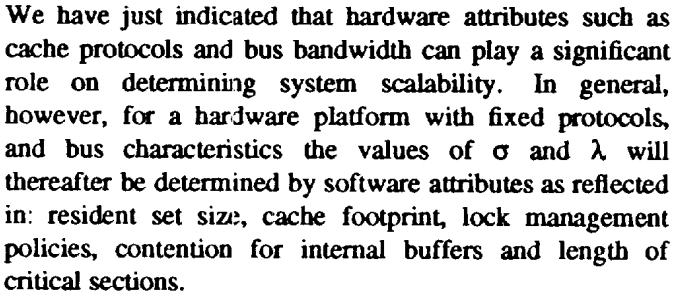 We have just indicated that hardware attributes such as
cache protocols and bus bandwidth can play a significant
role on determining system scalability. In general,
however, for a hardware platform with fixed protocols,
and bus characteristics the values of σ and λ will
thereafter be determined by software attributes as reflected
in: resident set size, cache footprint, lock management
policies, contention for internal buffers and length of
critical sections.